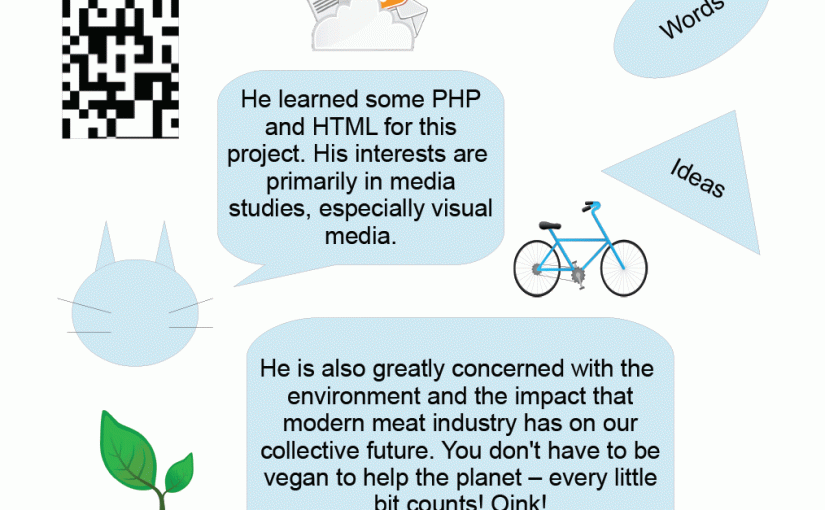 Words
He learned some PHP
and HTML for this
project. His interests are
primarily in media
studies, especially visual
media.
Ideas
He is also greatly concerned with the
environment and the impact that
modern meat industry has on our
collective future. You don't have to be
vegan to help the planet – every little
bit counts! Oink!